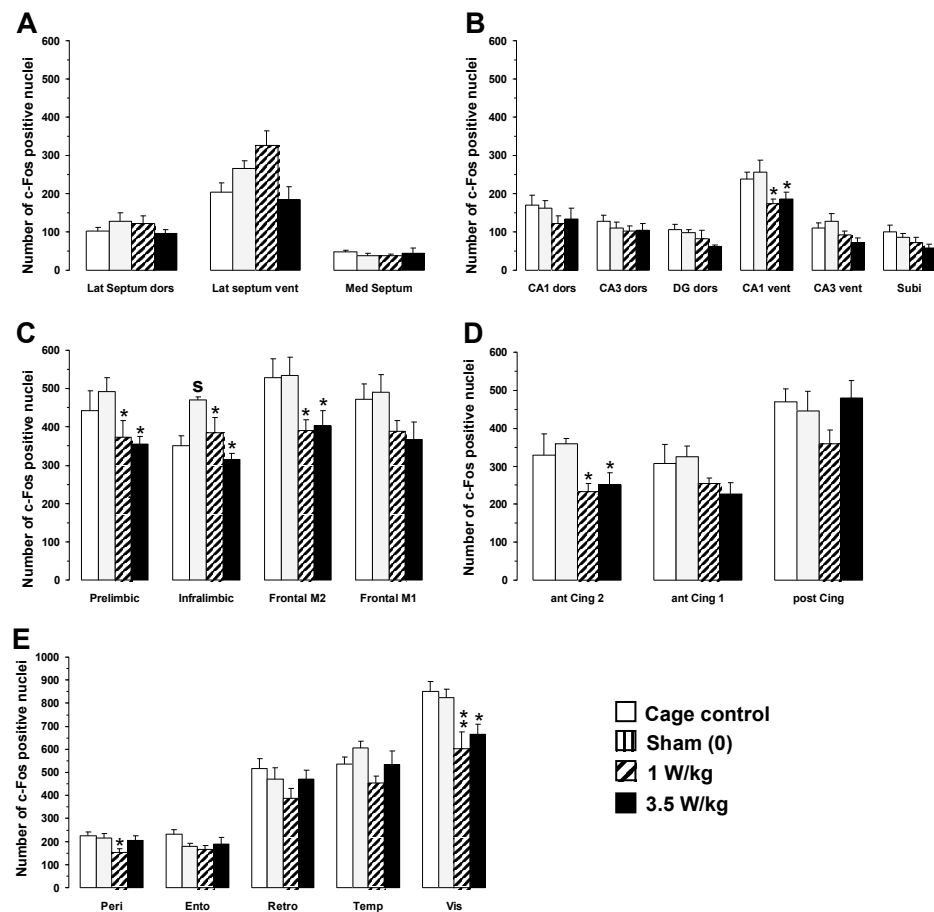 A
Number of c-Fos positive nuclei
600
500
400
300
200
100
0
Lat Septum dors
Lat septum vent
Med Septum
B
Number of c-Fos positive nuclei
600
500
400
300
200
100
0
* *
CA1 dors
CA3 dors
DG dors
CA1 vent
CA3 vent
Subi
C
Number of c-Fos positive nuclei
600
500
400
300
200
100
0
* *
S * *
* *
Prelimbic
Infralimbic
Frontal M2
Frontal M1
D
Number of c-Fos positive nuclei
600
500
400
300
200
100
0
* *
ant Cing 2
ant Cing 1
post Cing
E
Number of c-Fos positive nuclei
1000
900
800
700
600
500
400
300
200
100
0
*
** *
Peri
Ento
Retro
Temp
Vis
Cage control
Sham (0)
1 W/kg
3.5 W/kg